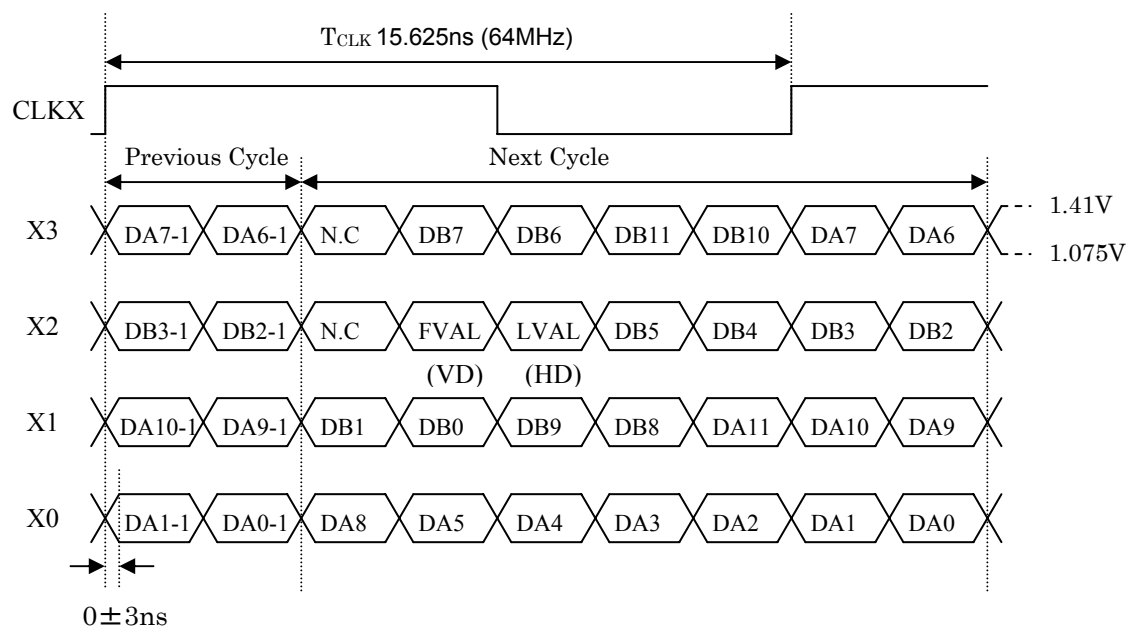 TCLK 15.625ns (64MHz)
CLKX
Previous Cycle Next Cycle
X3 DA7-1 DA6-1 N.C DB7 DB6 DB11 DB10 DA7 DA6
1.41V
1.075V
X2 DB3-1 DB2-1 N.C FVAL LVAL DB5 DB4 DB3 DB2
(VD) (HD)
X1 DA10-1 DA9-1 DB1 DB0 DB9 DB8 DA11 DA10 DA9
X0 DA1-1 DA0-1 DA8 DA5 DA4 DA3 DA2 DA1 DA0
0±3ns